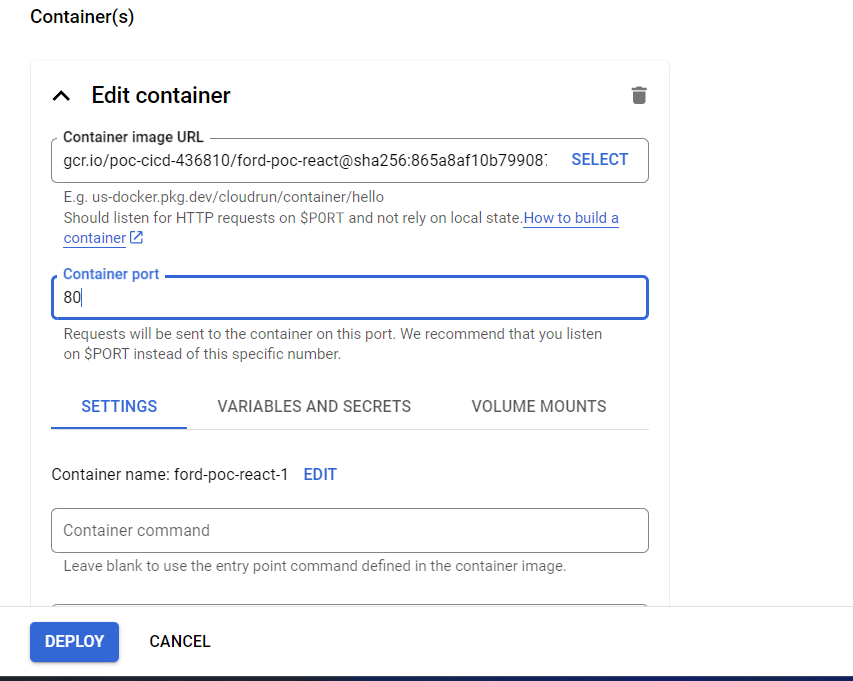 Container(s)
Edit container
Container image URL
gcr.io/poc-cicd-436810/ford-poc-react@sha256:865a8af10b799087
SELECT
E.g. us-docker.pkg.dev/cloudrun/container/hello
Should listen for HTTP requests on $PORT and not rely on local state.How to build a
container
Container port
80
Requests will be sent to the container on this port. We recommend that you listen
on $PORT instead of this specific number.
SETTINGS
VARIABLES AND SECRETS
VOLUME MOUNTS
Container name: ford-poc-react-1 EDIT
Container command
Leave blank to use the entry point command defined in the container image.
DEPLOY
CANCEL